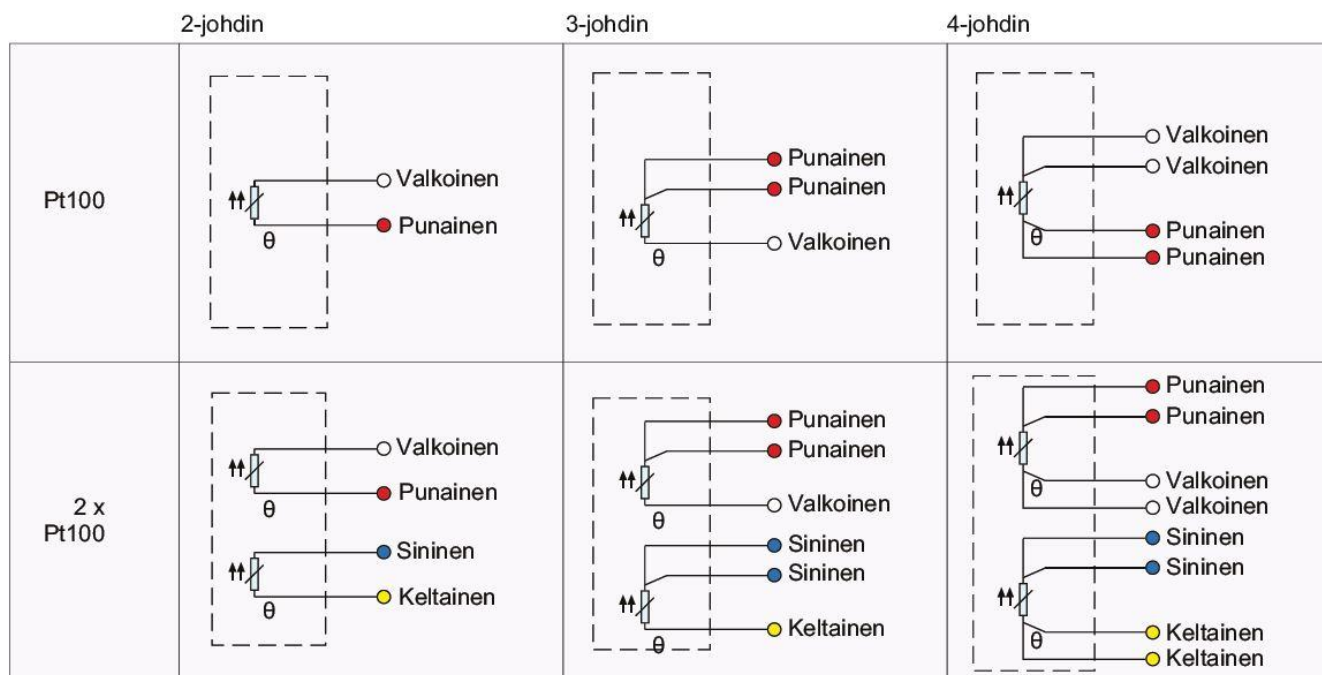 2-johdin
3-johdin
4-johdin
Pt100
Valkoinen
Punainen
θ
Punainen
Punainen
Valkoinen
θ
Valkoinen
Valkoinen
Punainen
Punainen
θ
2 x
Pt100
Valkoinen
Punainen
θ
Sininen
Keltainen
θ
Punainen
Punainen
Valkoinen
θ
Sininen
Sininen
Keltainen
θ
Punainen
Punainen
Valkoinen
Valkoinen
θ
Sininen
Sininen
Keltainen
Keltainen
θ